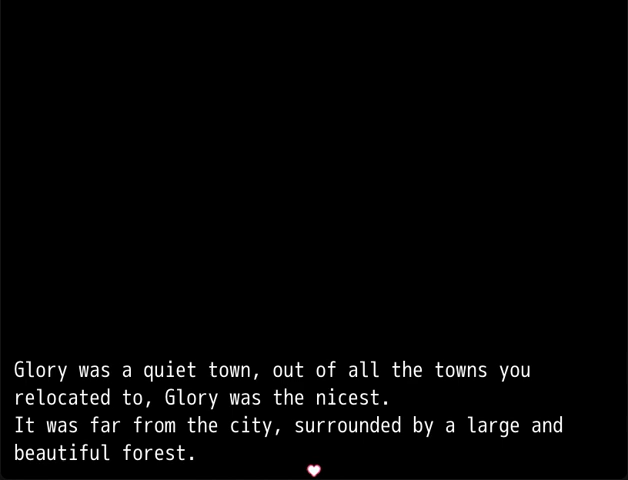 Glory was a quiet town, out of all the towns you
relocated to, Glory was the nicest.
It was far from the city, surrounded by a large and
beautiful forest.